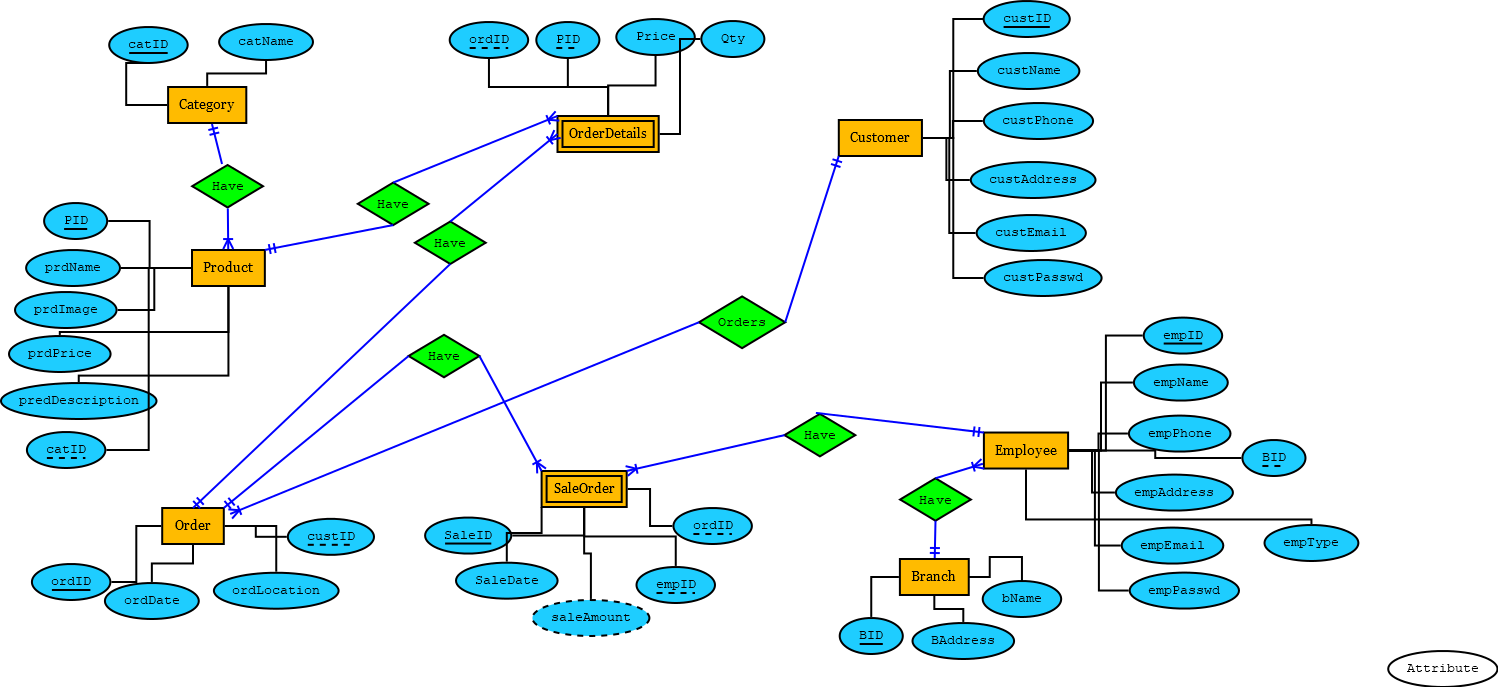 custID
catID
catName
ordID
PID
Price
Qty
custName
Category
custPhone
OrderDetails
Customer
Have
custAddress
PID
Have
custEmail
Have
prdName
Product
custPasswd
prdImage
Orders
empID
prdPrice
Have
empName
predDescription
catID
Have
empPhone
Employee
BID
SaleOrder
empAddress
Have
Order
custID
SaleID
ordID
empType
empEmail
ordID
ordDate
ordLocation
SaleDate
empID
Branch
bName
empPasswd
saleAmount
BID
BAddress
Attribute